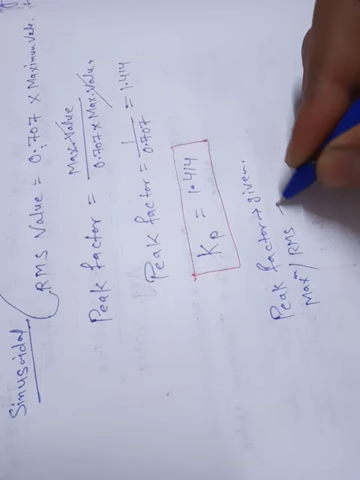 Sinusoidal
RMS Value = 0.707 × Maximum Value.
Peak factor = Max. Value / 0.707 × Max. Value
Peak factor = 1 / 0.707 = 1.414
Kp = 1.414
Peak factor → given.
Maxᵐ / RMS →